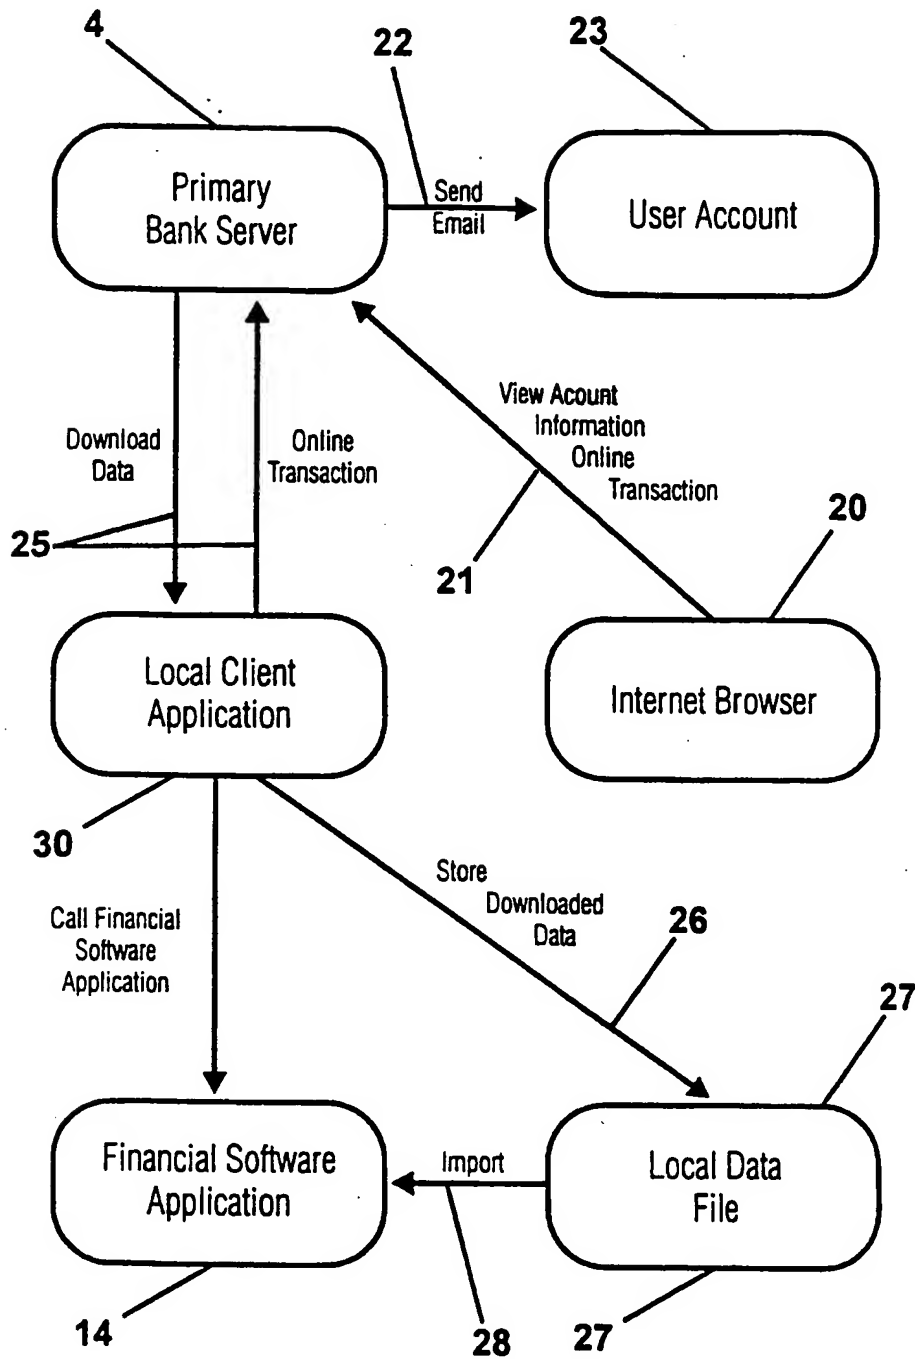 4
22
23
Primary
Bank Server
Send
Email
User Account
View Acount
Information
Online
Transaction
Download
Data
Online
Transaction
25
21
20
Local Client
Application
Internet Browser
30
Store
Downloaded
Data
26
Call Financial
Software
Application
27
Financial Software
Application
Import
Local Data
File
14
28
27